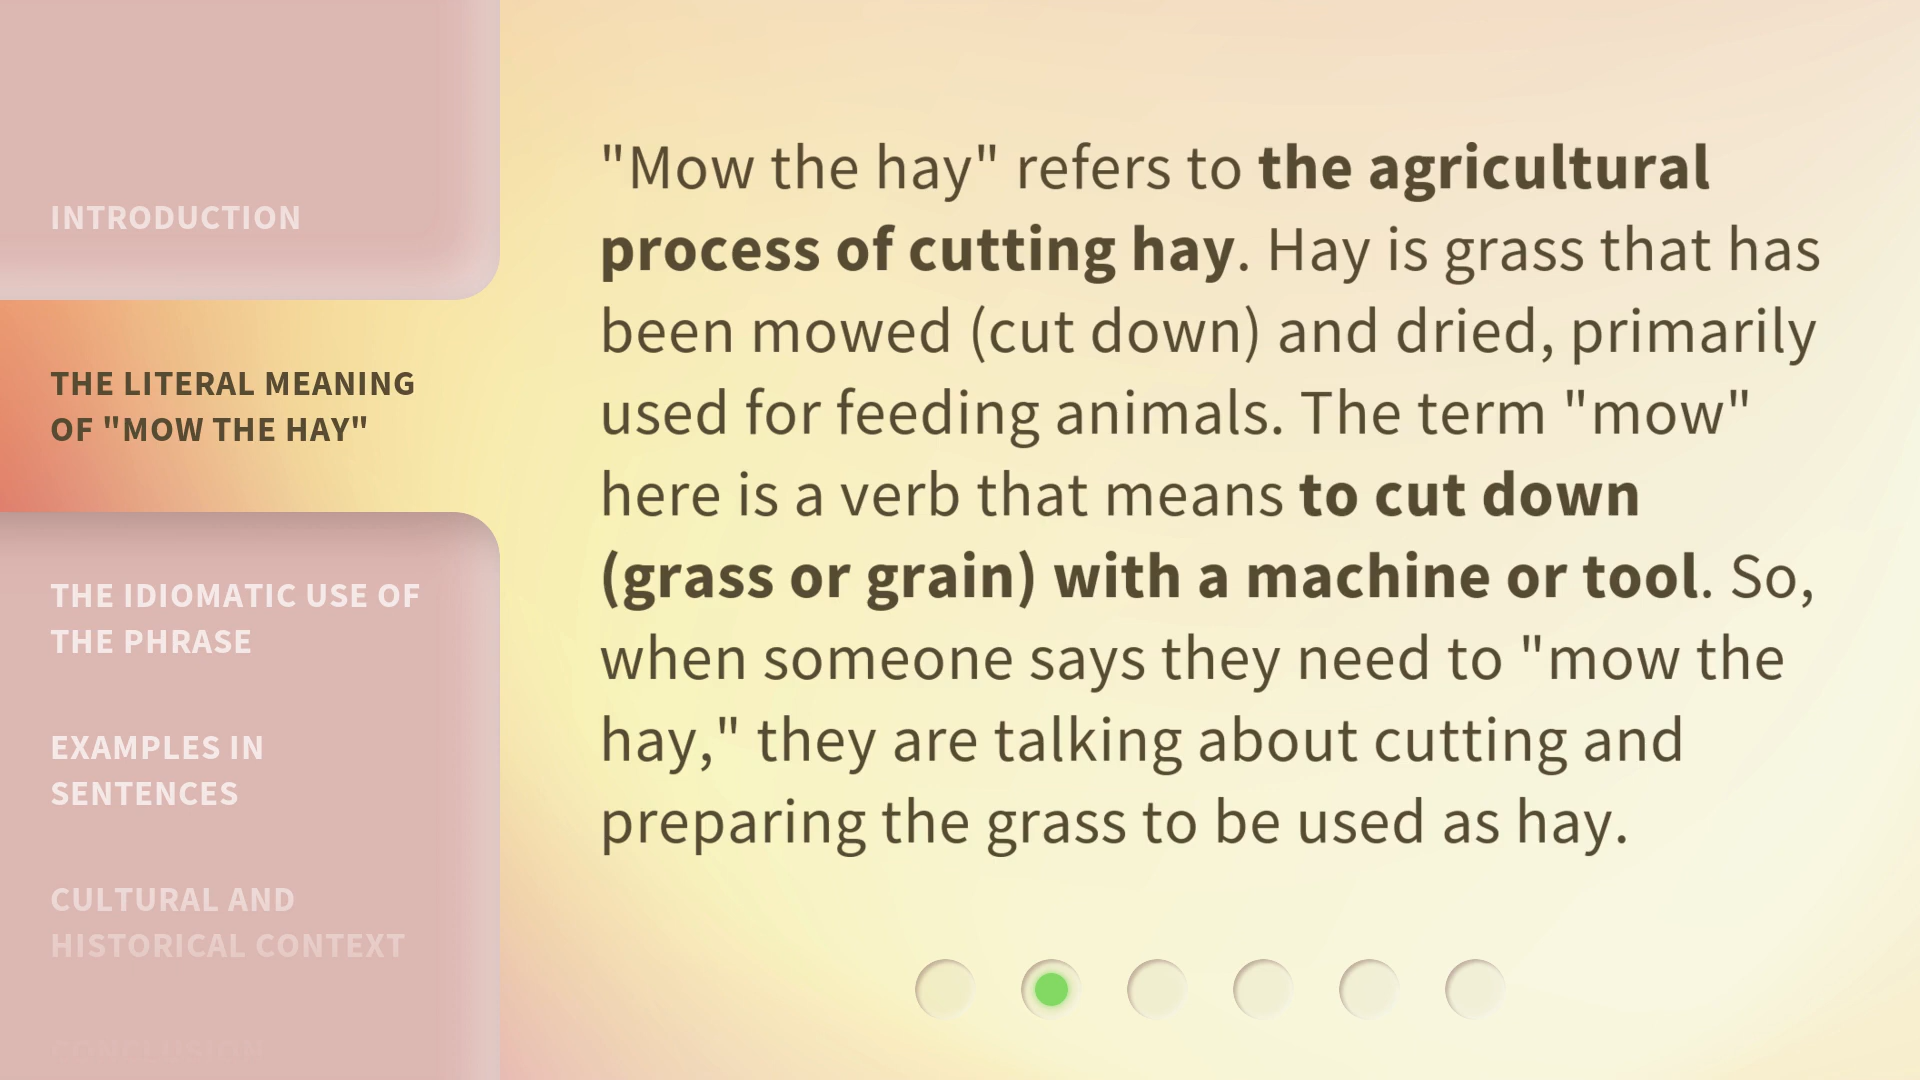 INTRODUCTION
THE LITERAL MEANING
OF "MOW THE HAY"
THE IDIOMATIC USE OF
THE PHRASE
EXAMPLES IN
SENTENCES
CULTURAL AND
HISTORICAL CONTEXT
CONCLUSION
"Mow the hay" refers to the agricultural
process of cutting hay. Hay is grass that has
been mowed (cut down) and dried, primarily
used for feeding animals. The term "mow"
here is a verb that means to cut down
(grass or grain) with a machine or tool. So,
when someone says they need to "mow the
hay," they are talking about cutting and
preparing the grass to be used as hay.